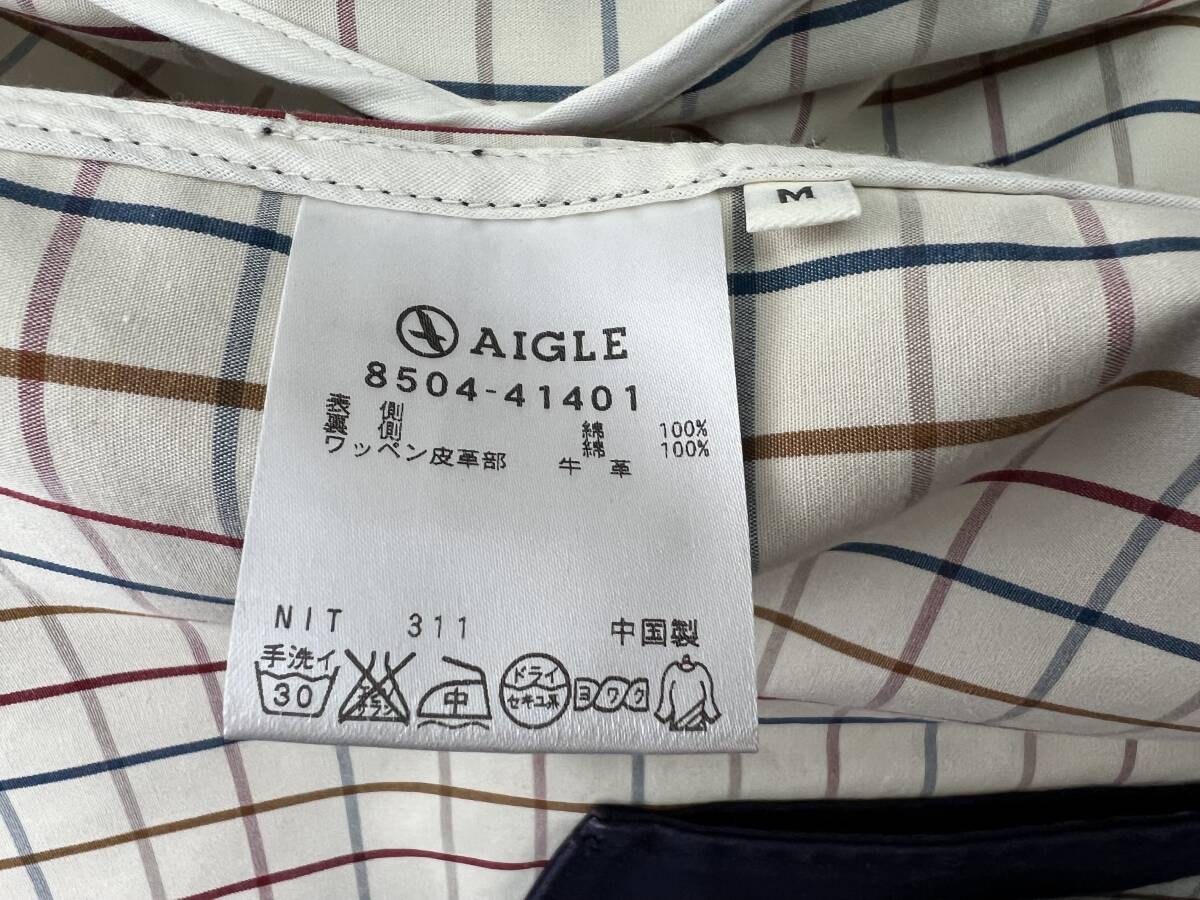 M
AIGLE
8504-41401
表側 綿 100%
裏側 綿 100%
ワッペン皮革部 牛革
NIT 311 中国製
手洗イ
30
中
ドライ
セキユ系
ヨワク